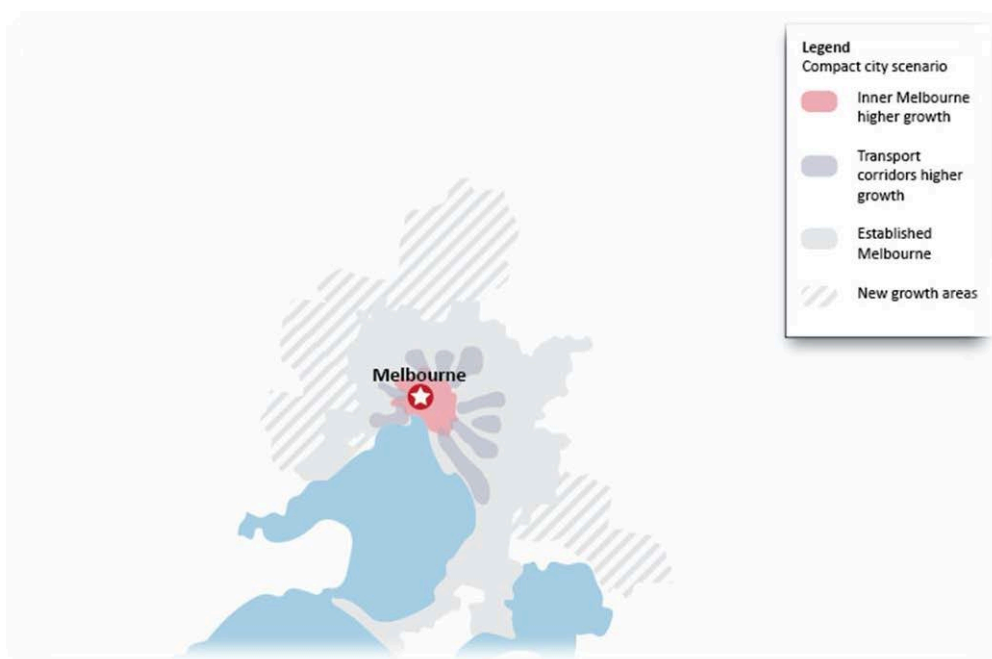 Legend
Compact city scenario
Inner Melbourne
higher growth
Transport
corridors higher
growth
Established
Melbourne
New growth areas
Melbourne